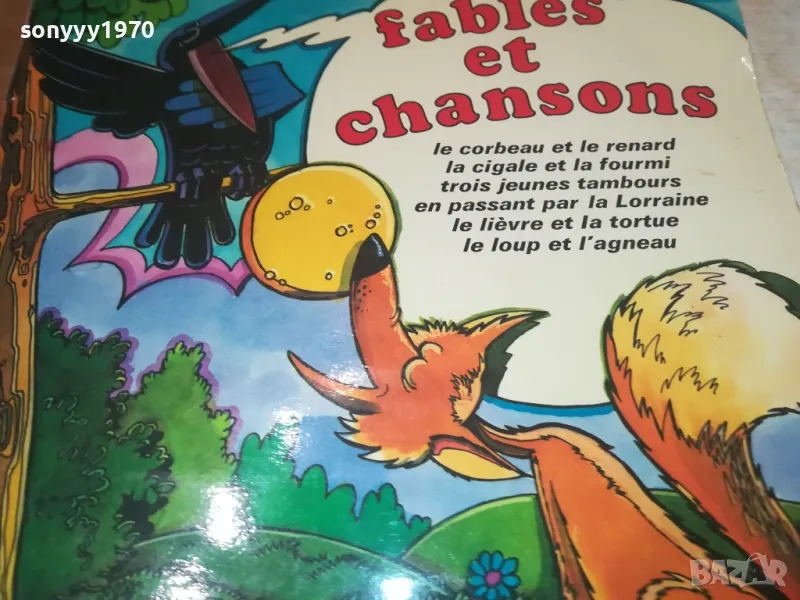 sonyyy1970
fables
et
chansons
le corbeau et le renard
la cigale et la fourmi
trois jeunes tambours
en passant par la Lorraine
le lièvre et la tortue
le loup et l'agneau
BAZAR